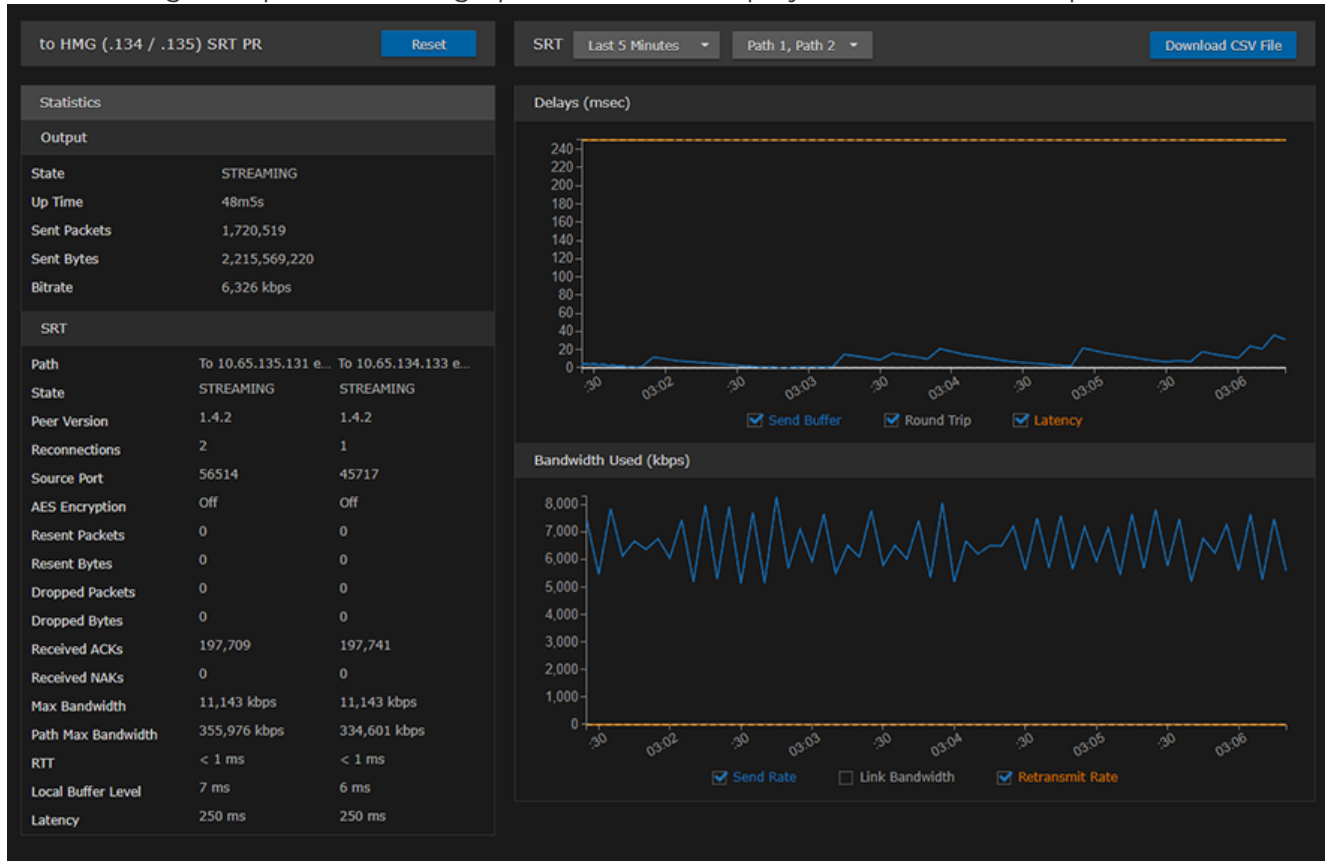 to HMG (.134 / .135) SRT PR Reset
Statistics
Output
State STREAMING
Up Time 48m5s
Sent Packets 1,720,519
Sent Bytes 2,215,569,220
Bitrate 6,326 kbps
SRT
Path To 10.65.135.131 e... To 10.65.134.133 e...
State STREAMING STREAMING
Peer Version 1.4.2 1.4.2
Reconnections 2 1
Source Port 56514 45717
AES Encryption Off Off
Resent Packets 0 0
Resent Bytes 0 0
Dropped Packets 0 0
Dropped Bytes 0 0
Received ACKs 197,709 197,741
Received NAKs 0 0
Max Bandwidth 11,143 kbps 11,143 kbps
Path Max Bandwidth 355,976 kbps 334,601 kbps
RTT < 1 ms < 1 ms
Local Buffer Level 7 ms 6 ms
Latency 250 ms 250 ms
SRT Last 5 Minutes Path 1, Path 2 Download CSV File
Delays (msec)
240
220
200
180
160
140
120
100
80
60
40
20
0
:30 03:02 :30 03:03 :30 03:04 :30 03:05 :30 03:06
Send Buffer Round Trip Latency
Bandwidth Used (kbps)
8,000
7,000
6,000
5,000
4,000
3,000
2,000
1,000
0
:30 03:02 :30 03:03 :30 03:04 :30 03:05 :30 03:06
Send Rate Link Bandwidth Retransmit Rate